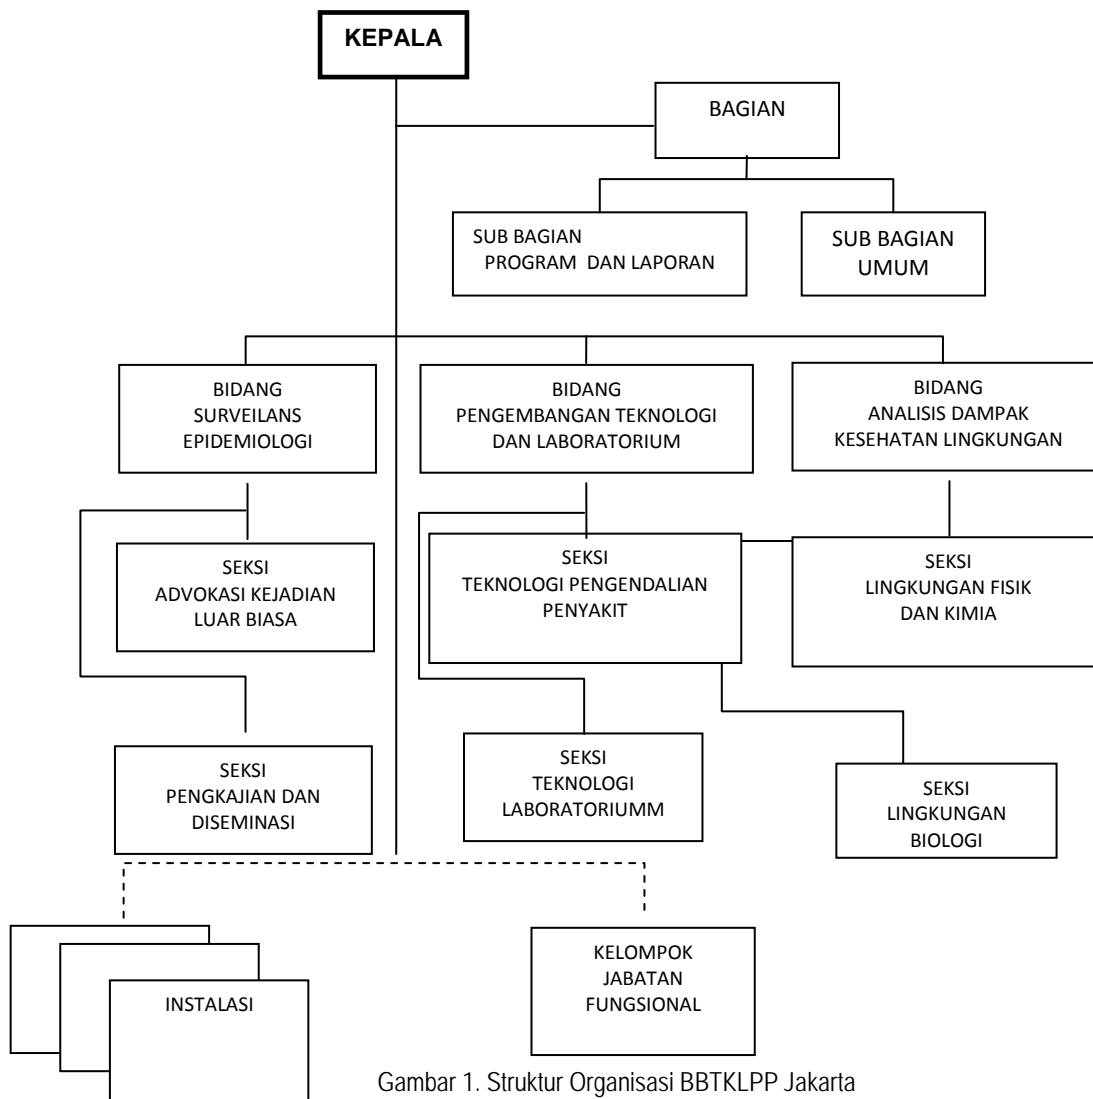 KEPALA
BAGIAN
SUB BAGIAN
PROGRAM DAN LAPORAN
SUB BAGIAN
UMUM
BIDANG
SURVEILANS
EPIDEMIOLOGI
BIDANG
PENGEMBANGAN TEKNOLOGI
DAN LABORATORIUM
BIDANG
ANALISIS DAMPAK
KESEHATAN LINGKUNGAN
SEKSI
ADVOKASI KEJADIAN
LUAR BIASA
SEKSI
TEKNOLOGI PENGENDALIAN
PENYAKIT
SEKSI
LINGKUNGAN FISIK
DAN KIMIA
SEKSI
PENGKAJIAN DAN
DISEMINASI
SEKSI
TEKNOLOGI
LABORATORIUMM
SEKSI
LINGKUNGAN
BIOLOGI
INSTALASI
KELOMPOK
JABATAN
FUNGSIONAL
Gambar 1. Struktur Organisasi BBTKLPP Jakarta